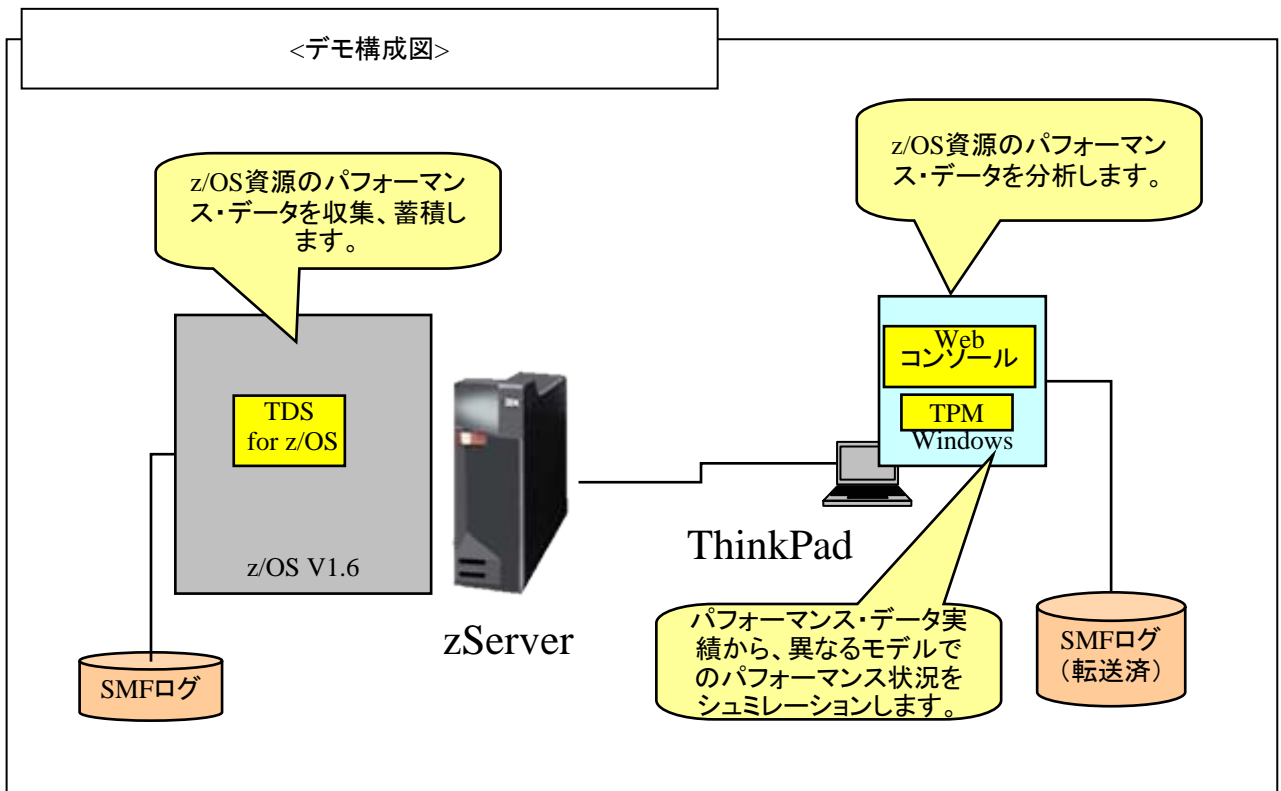 <デモ構成図>
z/OS資源のパフォーマン
ス・データを収集、蓄積し
ます。
z/OS資源のパフォーマン
ス・データを分析します。
TDS
for z/OS
z/OS V1.6
SMFログ
zServer
Web
コンソール
TPM
Windows
ThinkPad
パフォーマンス・データ実
績から、異なるモデルで
のパフォーマンス状況を
シュミレーションします。
SMFログ
（転送済）